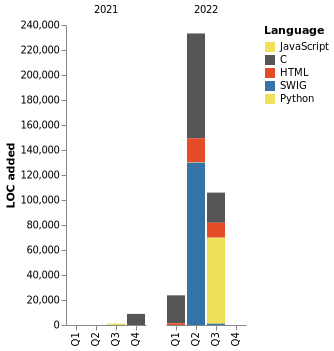 2021 2022
Language
JavaScript
C
HTML
SWIG
Python
LOC added
240,000
220,000
200,000
180,000
160,000
140,000
120,000
100,000
80,000
60,000
40,000
20,000
0
Q1 Q2 Q3 Q4 Q1 Q2 Q3 Q4